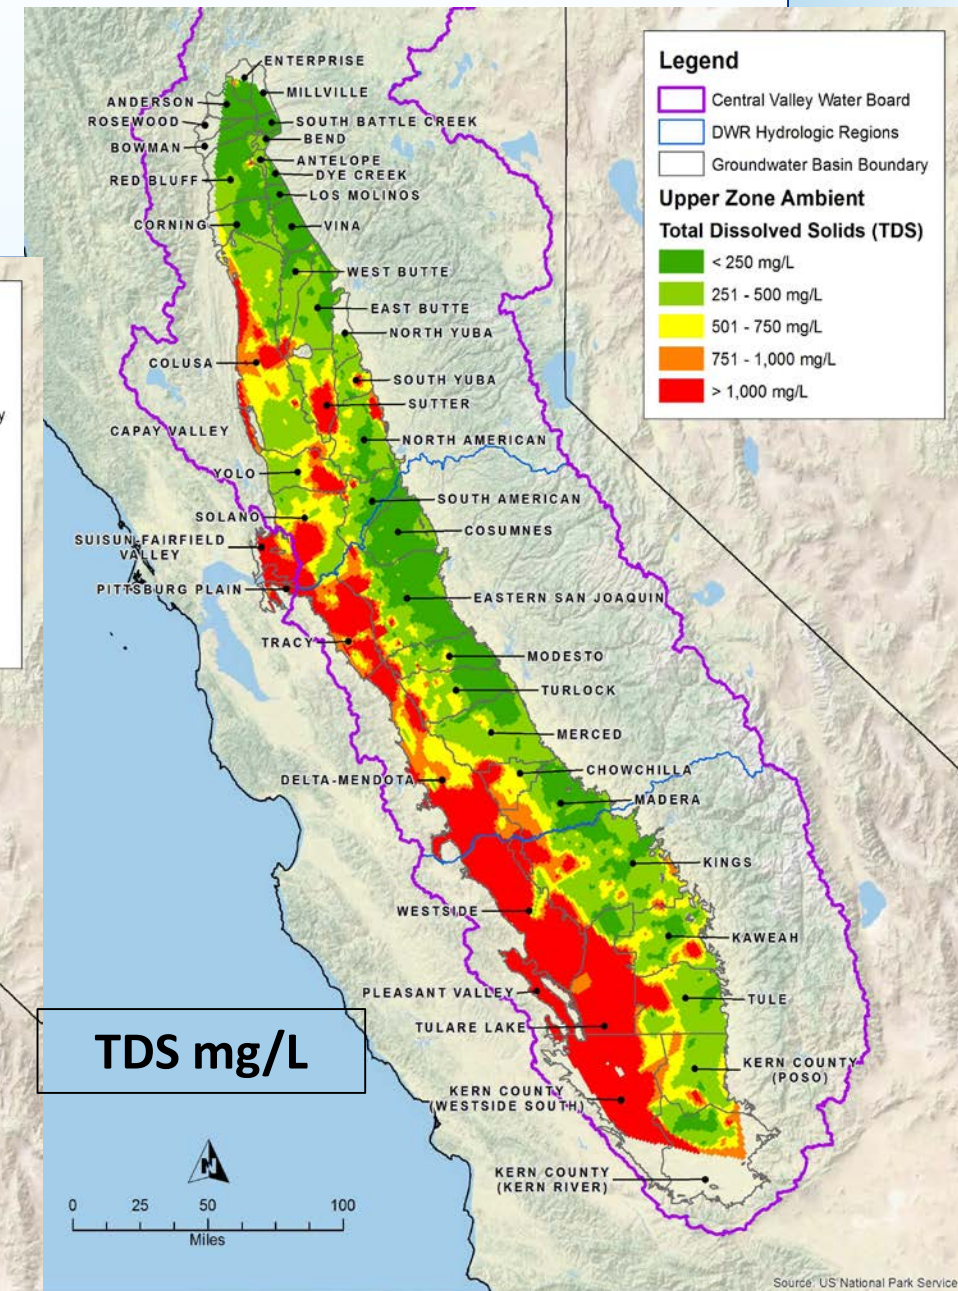 Legend
Central Valley Water Board
DWR Hydrologic Regions
Groundwater Basin Boundary
Upper Zone Ambient
Total Dissolved Solids (TDS)
< 250 mg/L
251 - 500 mg/L
501 - 750 mg/L
751 - 1,000 mg/L
> 1,000 mg/L
ENTERPRISE
MILLVILLE
ANDERSON
ROSEWOOD
SOUTH BATTLE CREEK
BEND
BOWMAN
ANTELOPE
DYE CREEK
RED BLUFF
LOS MOLINOS
CORNING
VINA
WEST BUTTE
EAST BUTTE
NORTH YUBA
COLUSA
SOUTH YUBA
SUTTER
CAPAY VALLEY
NORTH AMERICAN
YOLO
SOUTH AMERICAN
SOLANO
COSUMNES
SUISUN-FAIRFIELD
VALLEY
PITTSBURG PLAIN
EASTERN SAN JOAQUIN
TRACY
MODESTO
TURLOCK
MERCED
CHOWCHILLA
DELTA-MENDOTA
MADERA
KINGS
WESTSIDE
KAWEAH
PLEASANT VALLEY
TULE
TULARE LAKE
KERN COUNTY
(POSO)
KERN COUNTY
(WESTSIDE SOUTH)
KERN COUNTY
(KERN RIVER)
TDS mg/L
N
0 25 50 100
Miles
Source: US National Park Service
y